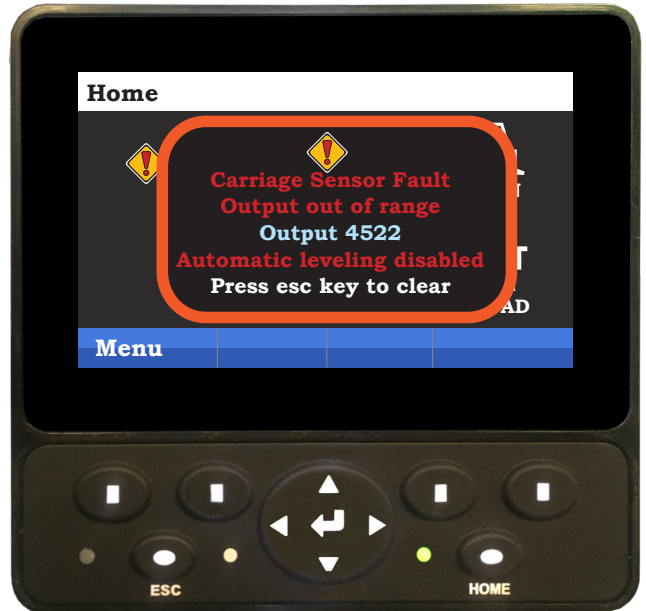 Home
Carriage Sensor Fault
Output out of range
Output 4522
Automatic leveling disabled
Press esc key to clear
AD
Menu
ESC
HOME